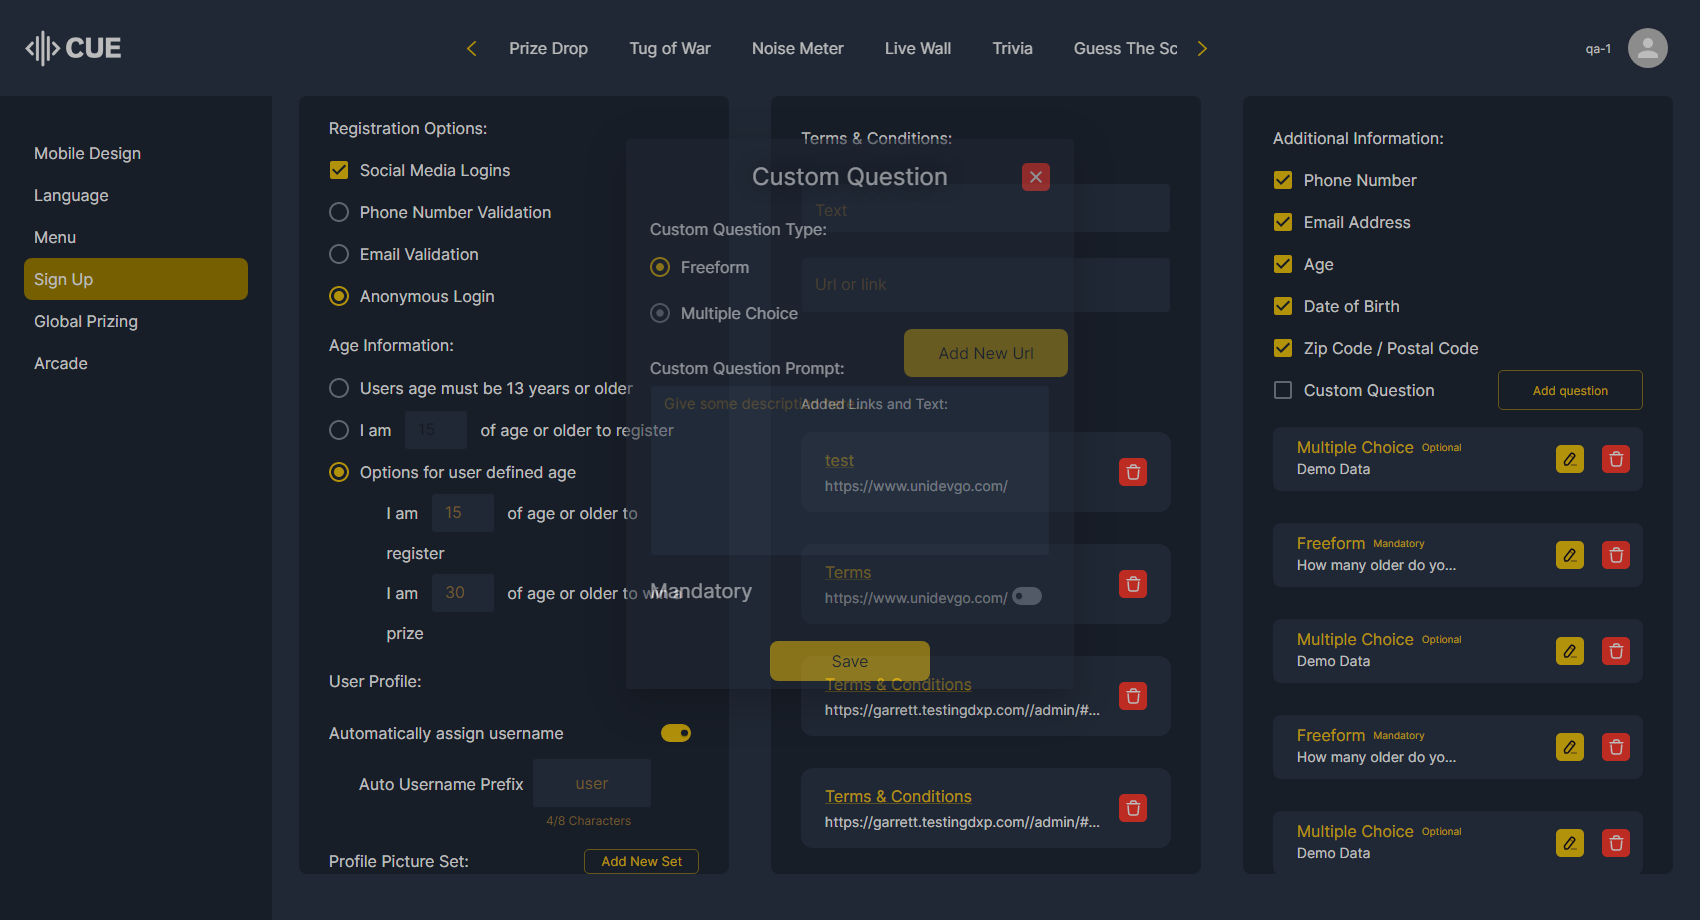 CUE
Prize Drop
Tug of War
Noise Meter
Live Wall
Trivia
Guess The Sc
qa-1
Mobile Design
Language
Menu
Sign Up
Global Prizing
Arcade
Registration Options:
Social Media Logins
Phone Number Validation
Email Validation
Anonymous Login
Age Information:
Users age must be 13 years or older
I am 15 of age or older to register
Options for user defined age
I am 15 of age or older to
register
I am 30 of age or older to win a
prize
User Profile:
Automatically assign username
Auto Username Prefix user
4/8 Characters
Profile Picture Set:
Add New Set
Custom Question
Custom Question Type:
Freeform
Multiple Choice
Custom Question Prompt:
Give some description
Mandatory
Save
Terms & Conditions:
Text
Url or link
Add New Url
Added Links and Text:
test
https://www.unidevgo.com/
Terms
https://www.unidevgo.com/
Terms & Conditions
https://garrett.testingdxp.com//admin/#...
Terms & Conditions
https://garrett.testingdxp.com//admin/#...
Additional Information:
Phone Number
Email Address
Age
Date of Birth
Zip Code / Postal Code
Custom Question
Add question
Multiple Choice Optional
Demo Data
Freeform Mandatory
How many older do yo...
Multiple Choice Optional
Demo Data
Freeform Mandatory
How many older do yo...
Multiple Choice Optional
Demo Data